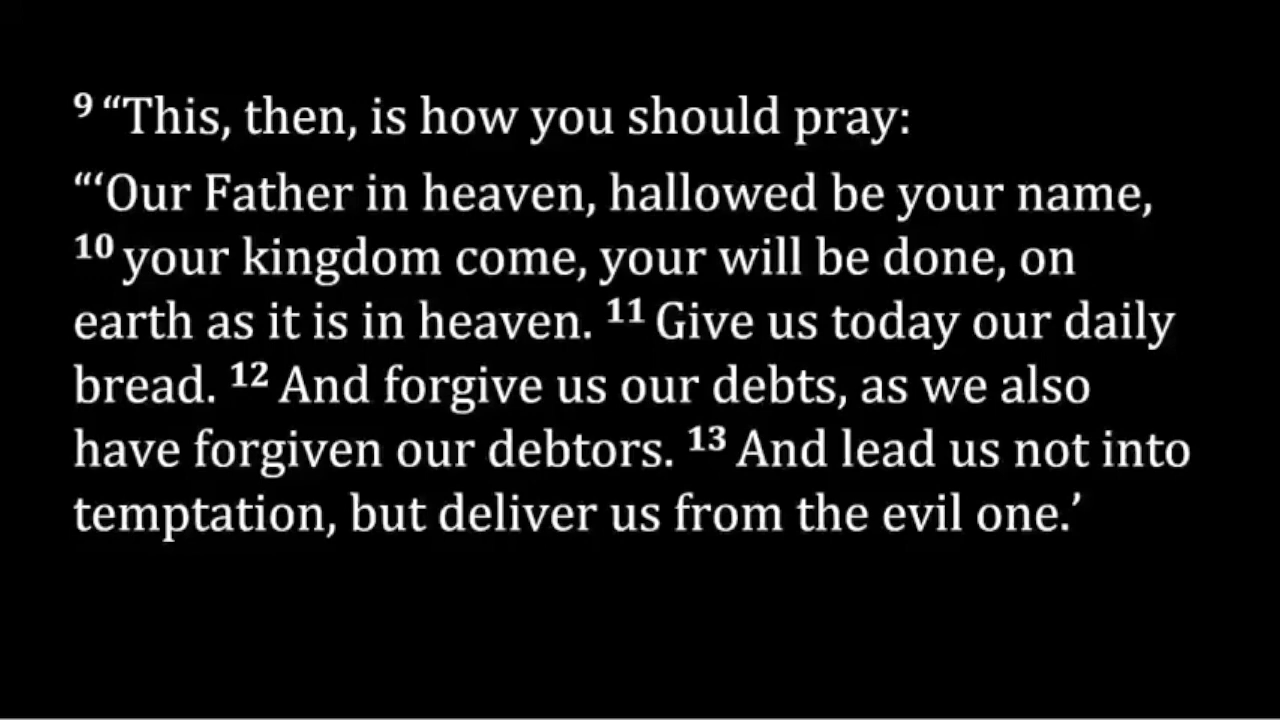 9 “This, then, is how you should pray:
“‘Our Father in heaven, hallowed be your name,
10 your kingdom come, your will be done, on
earth as it is in heaven. 11 Give us today our daily
bread. 12 And forgive us our debts, as we also
have forgiven our debtors. 13 And lead us not into
temptation, but deliver us from the evil one.’